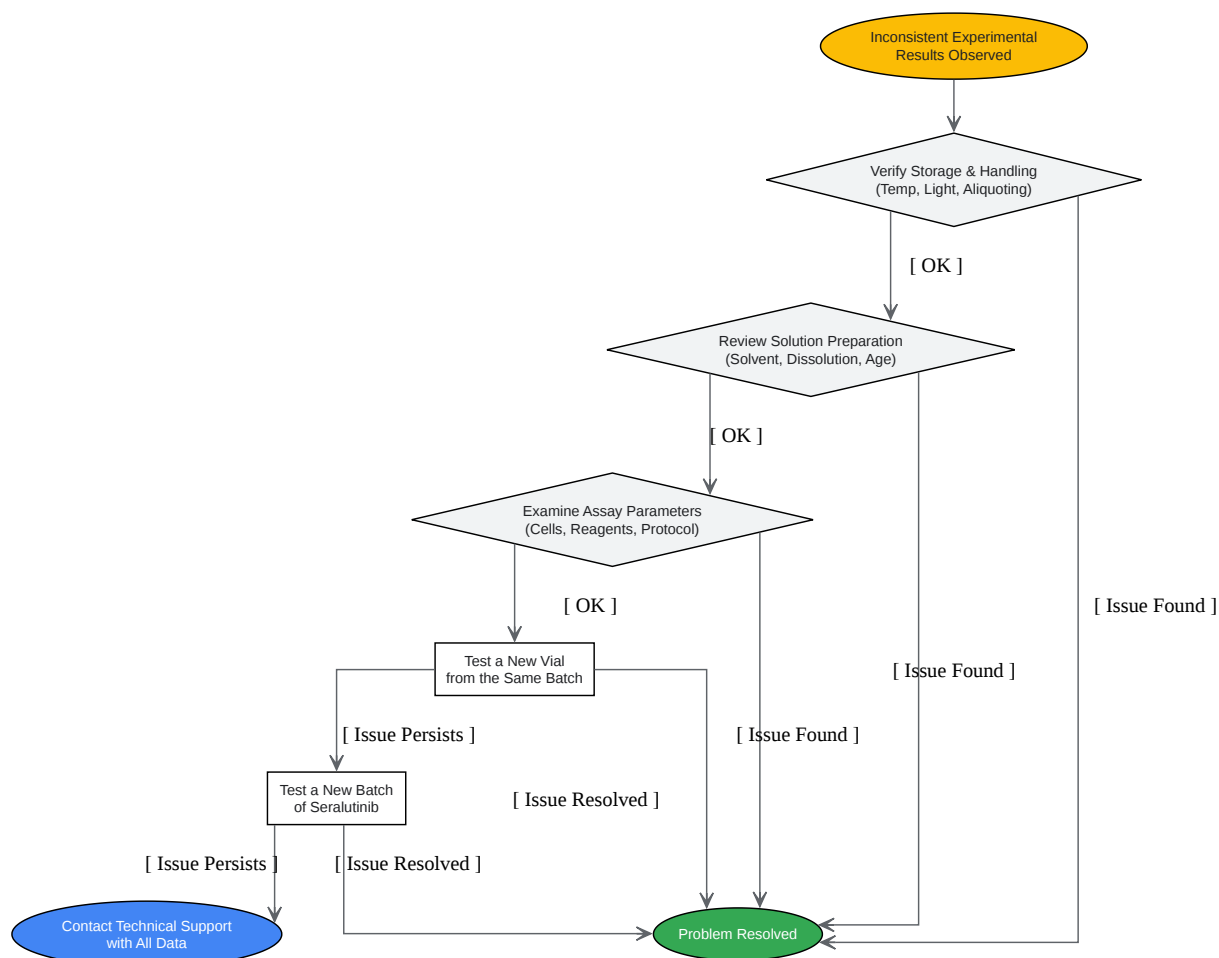 Inconsistent Experimental
Results Observed
Verify Storage & Handling
(Temp, Light, Aliquoting)
[ OK ]
Review Solution Preparation
(Solvent, Dissolution, Age)
[ OK ]
Examine Assay Parameters
(Cells, Reagents, Protocol)
[ OK ]
[ Issue Found ]
Test a New Vial
from the Same Batch
[ Issue Found ]
[ Issue Persists ]
[ Issue Found ]
Test a New Batch
of Seralutinib
[ Issue Resolved ]
[ Issue Persists ]
[ Issue Resolved ]
Contact Technical Support
with All Data
Problem Resolved